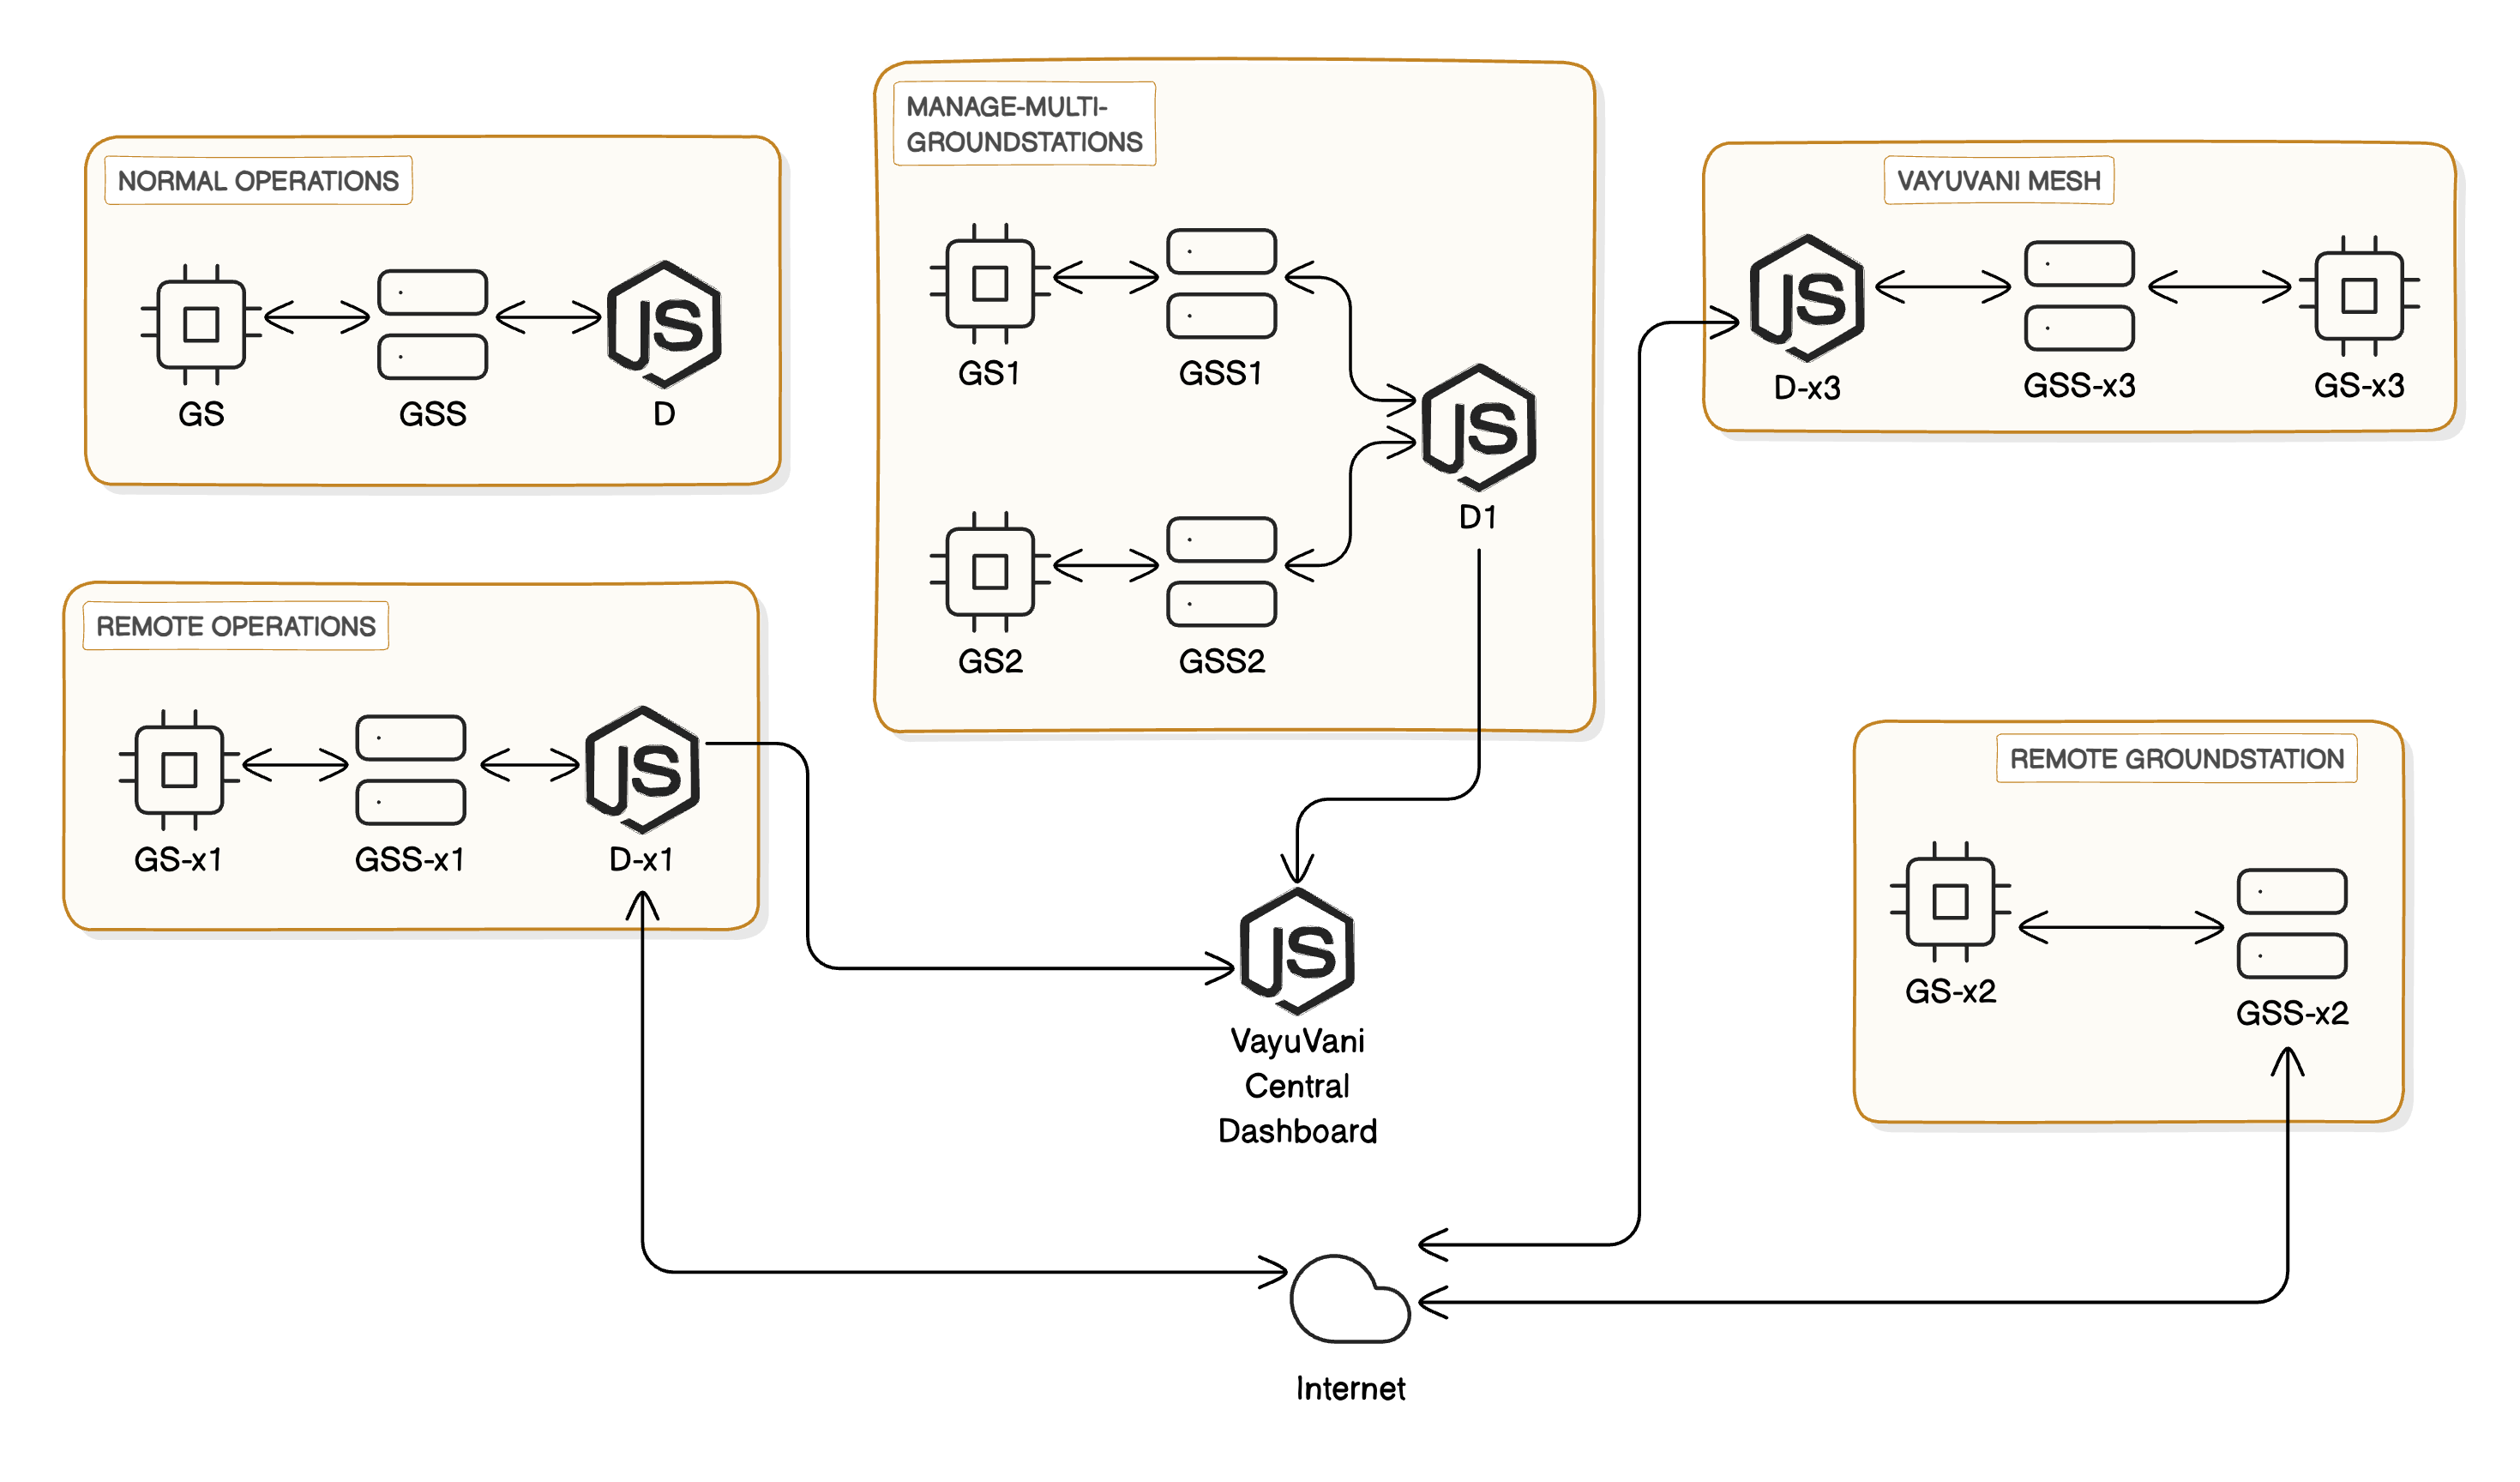 NORMAL OPERATIONS
JS
GS
GSS
D
MANAGE-MULTI-
GROUNDSTATIONS
GS1
GSS1
JS
D1
GS2
GSS2
VAYUVANI MESH
JS
D-x3
GSS-x3
GS-x3
REMOTE OPERATIONS
JS
GS-x1
GSS-x1
D-x1
REMOTE GROUNDSTATION
GS-x2
GSS-x2
JS
VayuVani
Central
Dashboard
Internet